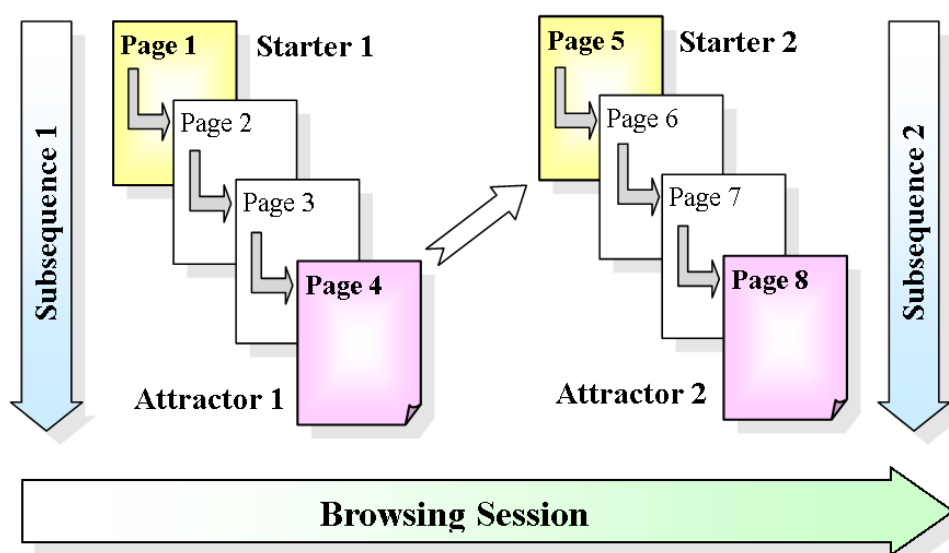 Page 1
Starter 1
Page 2
Page 3
Page 4
Attractor 1
Subsequence 1
Page 5
Starter 2
Page 6
Page 7
Page 8
Attractor 2
Subsequence 2
Browsing Session